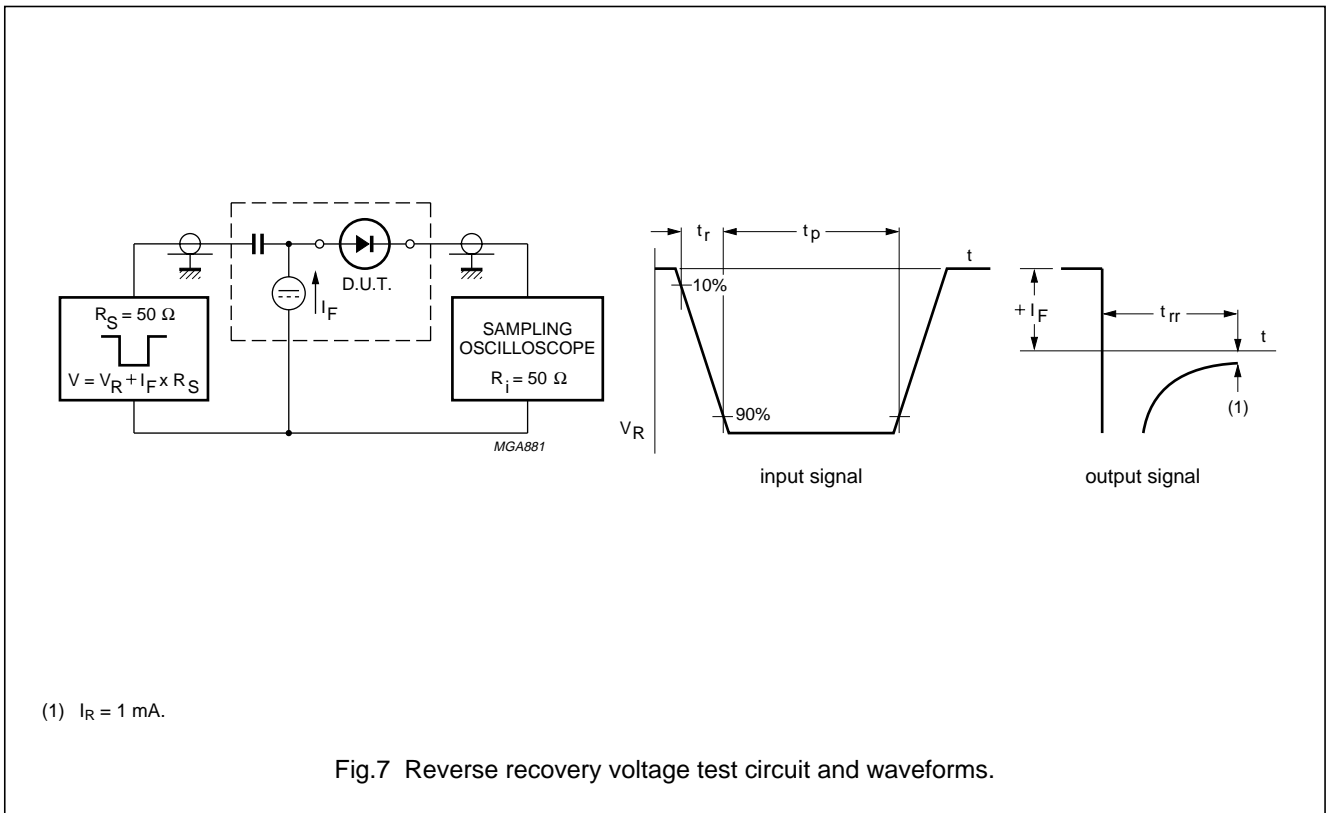 R_S = 50 Ω
V = V_R + I_F x R_S
I_F
D.U.T.
SAMPLING
OSCILLOSCOPE
R_i = 50 Ω
MGA881
t_r
t_p
t
10%
90%
V_R
input signal
+ I_F
t_rr
t
(1)
output signal
(1) I_R = 1 mA.
Fig.7 Reverse recovery voltage test circuit and waveforms.